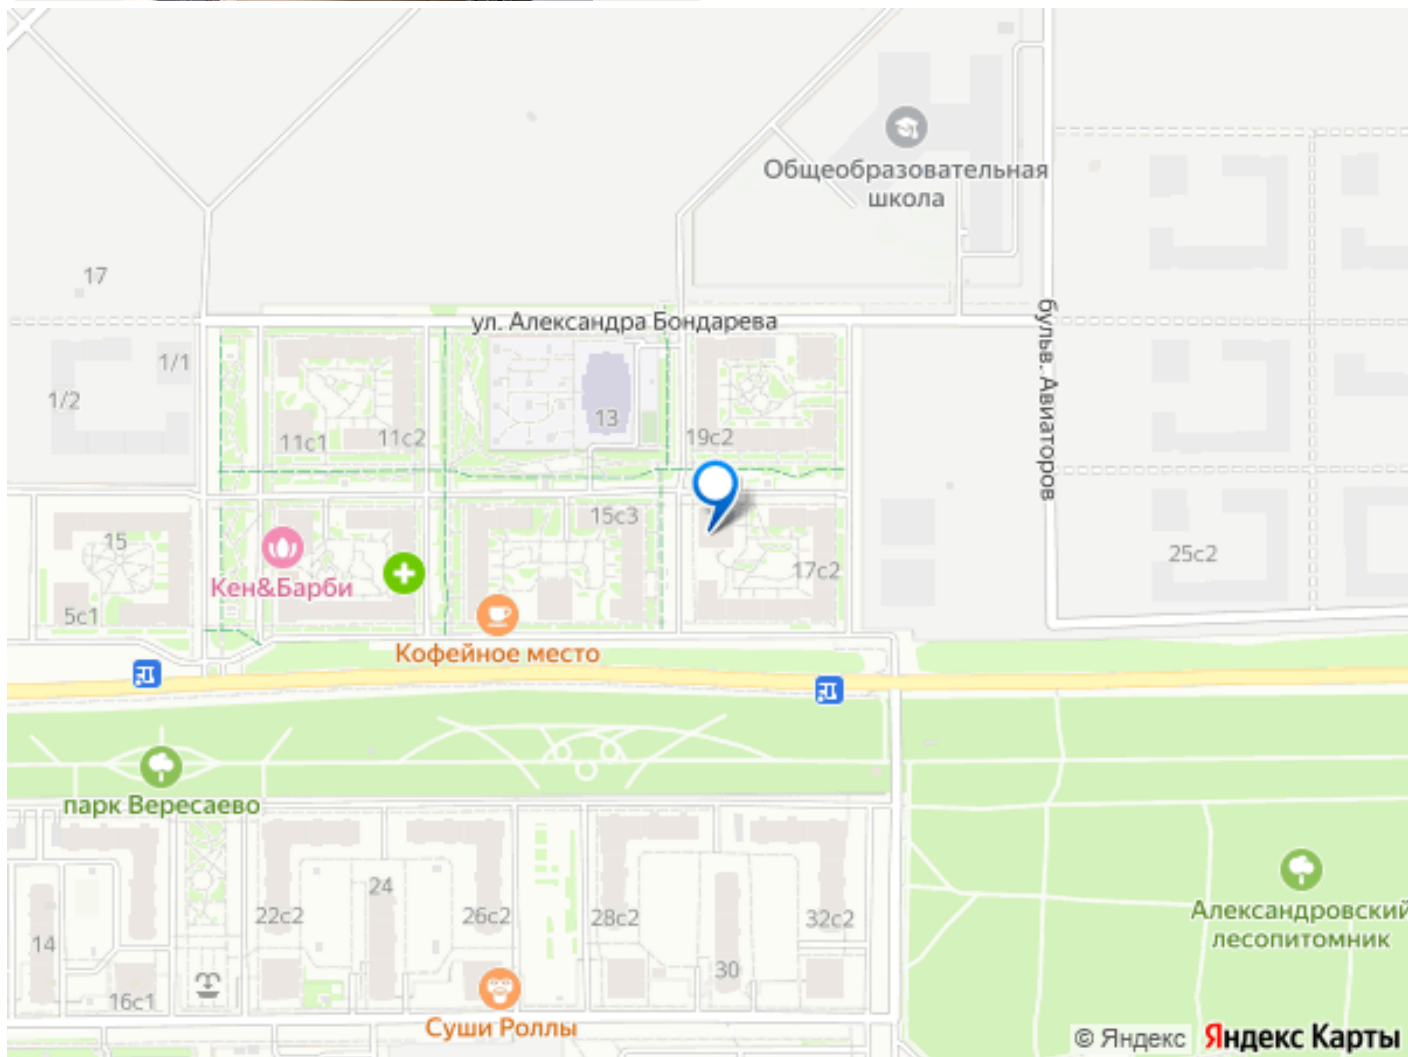 Общеобразовательная
школа
17
ул. Александра Бондарева
бульв. Авиаторов
1/1
1/2
13
11с1
11с2
19с2
15с3
15
25с2
17с2
Кен&Барби
5с1
Кофейное место
парк Вересаево
24
22с2
26с2
28с2
32с2
Александровский
лесопитомник
14
30
16с1
Суши Роллы
© Яндекс Яндекс Карты